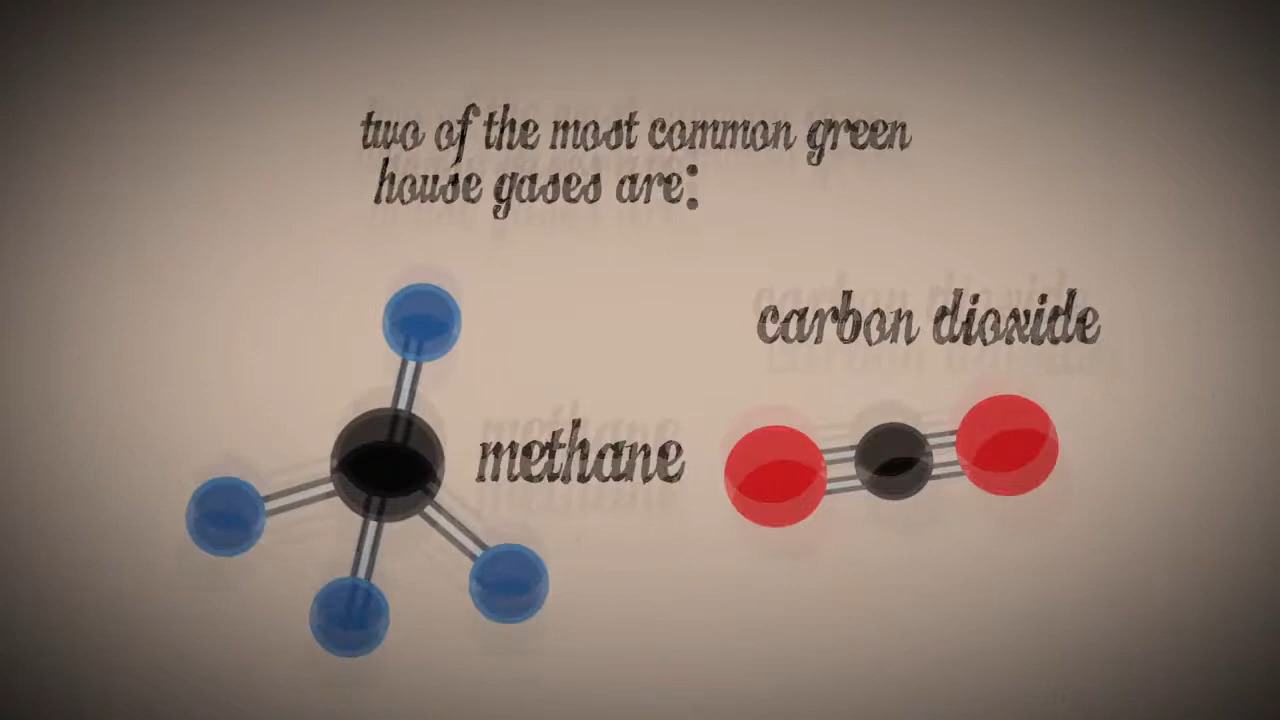 two of the most common green
house gases are:
carbon dioxide
methane